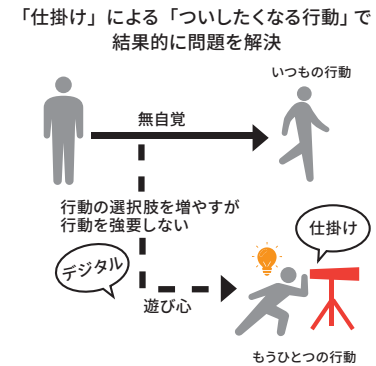 「仕掛け」による「ついしたくなる行動」で
結果的に問題を解決
いつもの行動
無自覚
行動の選択肢を増やすが
行動を強要しない
仕掛け
デジタル
遊び心
もうひとつの行動